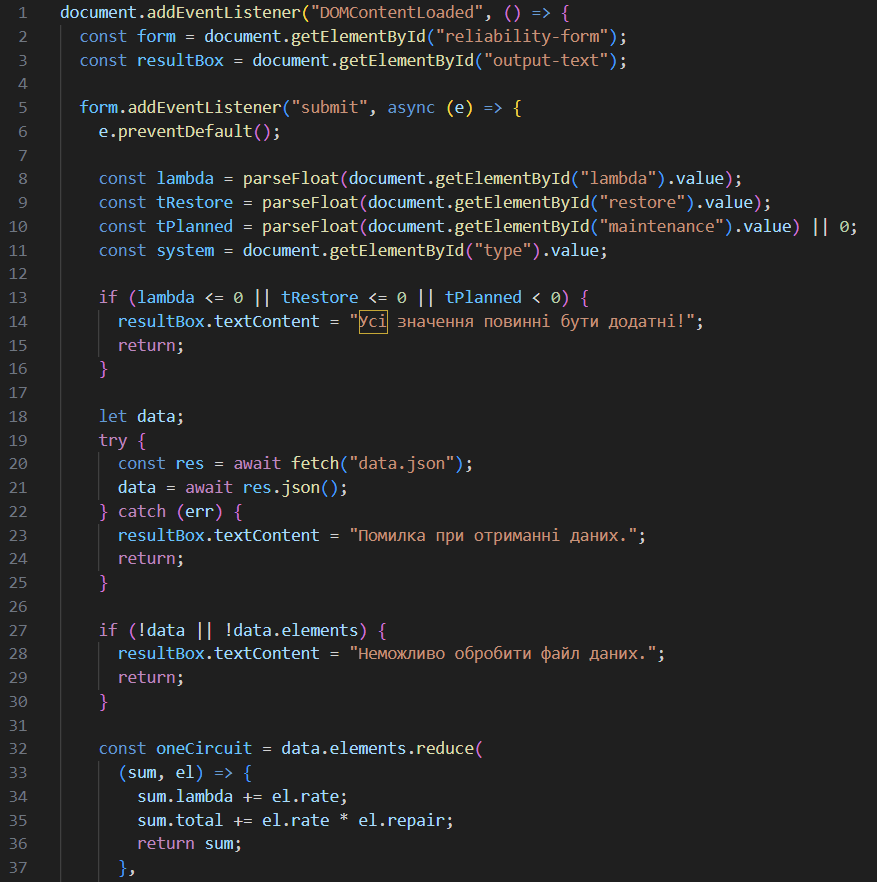 1 document.addEventListener("DOMContentLoaded", () => {
2   const form = document.getElementById("reliability-form");
3   const resultBox = document.getElementById("output-text");
4
5   form.addEventListener("submit", async (e) => {
6     e.preventDefault();
7
8     const lambda = parseFloat(document.getElementById("lambda").value);
9     const tRestore = parseFloat(document.getElementById("restore").value);
10     const tPlanned = parseFloat(document.getElementById("maintenance").value) || 0;
11     const system = document.getElementById("type").value;
12
13     if (lambda <= 0 || tRestore <= 0 || tPlanned < 0) {
14       resultBox.textContent = "Усі значення повинні бути додатні!";
15       return;
16     }
17
18     let data;
19     try {
20       const res = await fetch("data.json");
21       data = await res.json();
22     } catch (err) {
23       resultBox.textContent = "Помилка при отриманні даних.";
24       return;
25     }
26
27     if (!data || !data.elements) {
28       resultBox.textContent = "Неможливо обробити файл даних.";
29       return;
30     }
31
32     const oneCircuit = data.elements.reduce(
33       (sum, el) => {
34         sum.lambda += el.rate;
35         sum.total += el.rate * el.repair;
36         return sum;
37       },